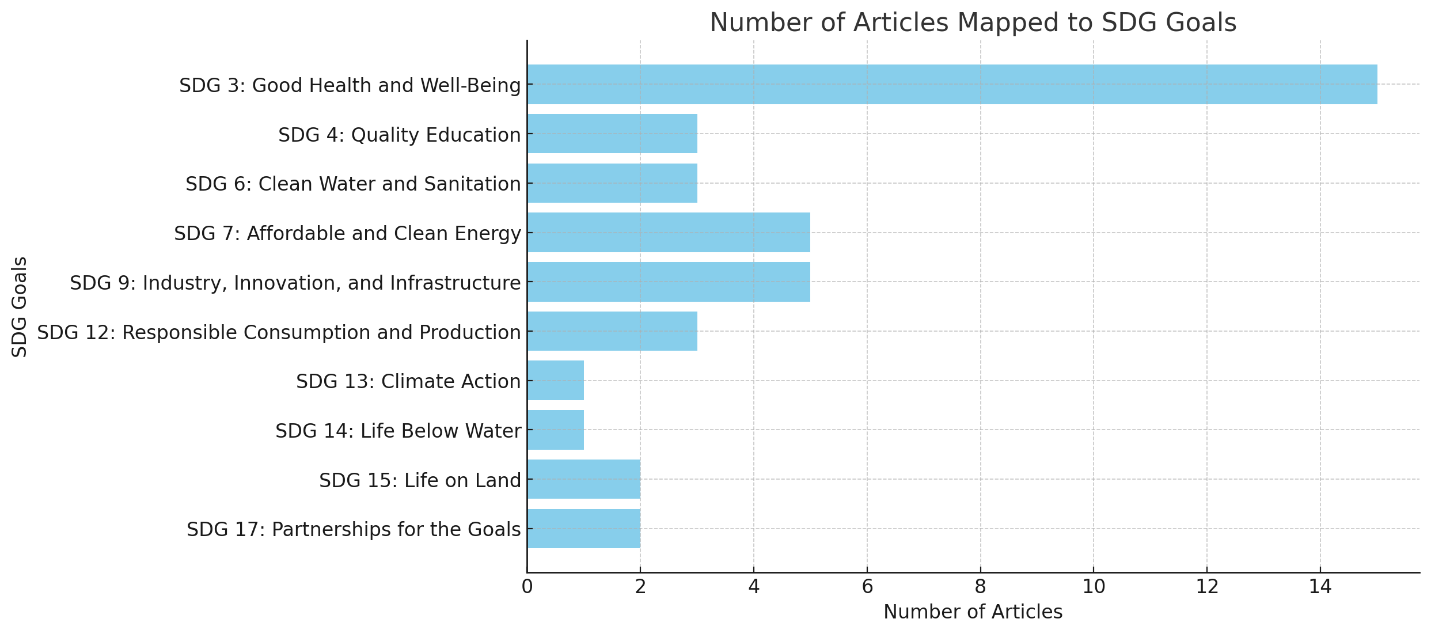 Number of Articles Mapped to SDG Goals
SDG Goals
SDG 3: Good Health and Well-Being
SDG 4: Quality Education
SDG 6: Clean Water and Sanitation
SDG 7: Affordable and Clean Energy
SDG 9: Industry, Innovation, and Infrastructure
SDG 12: Responsible Consumption and Production
SDG 13: Climate Action
SDG 14: Life Below Water
SDG 15: Life on Land
SDG 17: Partnerships for the Goals
0 2 4 6 8 10 12 14
Number of Articles